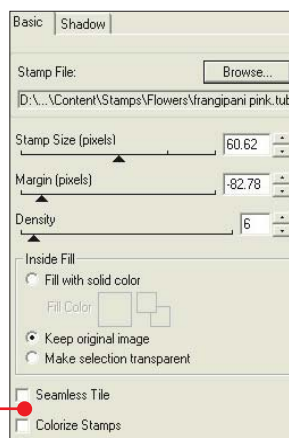 Basic Shadow
Stamp File: Browse...
D:\...\Content\Stamps\Flowers\frangipani pink.tub
Stamp Size (pixels) 60.62
Margin (pixels) -82.78
Density 6
Inside Fill
Fill with solid color
Fill Color
Keep original image
Make selection transparent
Seamless Tile
Colorize Stamps